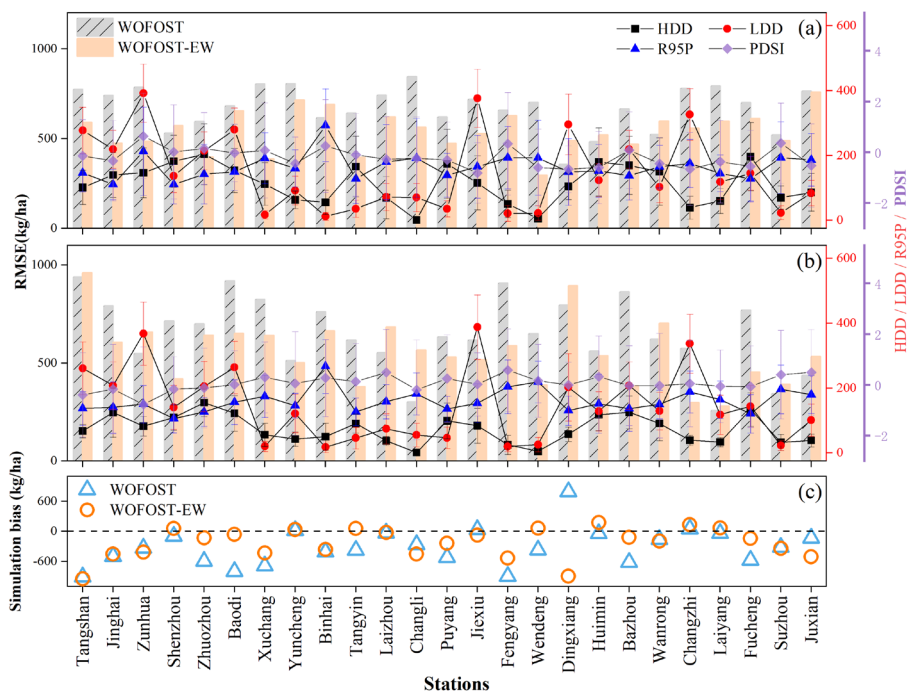 WOFOST
WOFOST-EW
HDD
LDD
R95P
PDSI
(a)
1000
500
0
600
400
200
0
4
2
0
−2
(b)
1000
500
0
600
400
200
0
4
2
0
−2
RMSE(kg/ha)
HDD / LDD / R95P / PDSI
(c)
WOFOST
WOFOST-EW
600
0
-600
Simulation bias (kg/ha)
Tangshan
Jinghai
Zunhua
Shenzhou
Zhuozhou
Baodi
Xuchang
Yuncheng
Binhai
Tangyin
Laizhou
Changli
Puyang
Jiexiu
Fengyang
Wendeng
Dingxiang
Huimin
Bazhou
Wanrong
Changzhi
Laiyang
Fucheng
Suzhou
Juxian
Stations